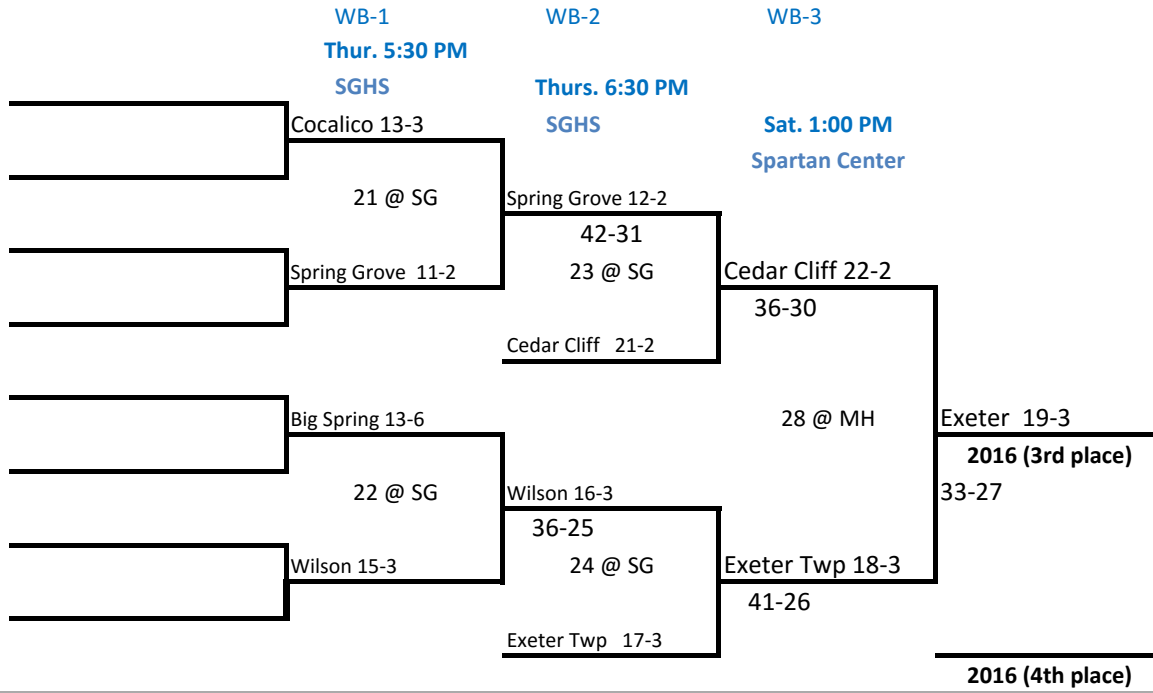 WB-1 WB-2 WB-3
Thur. 5:30 PM
SGHS Thurs. 6:30 PM
Cocalico 13-3 SGHS Sat. 1:00 PM
Spartan Center
21 @ SG Spring Grove 12-2
42-31
Spring Grove 11-2 23 @ SG Cedar Cliff 22-2
36-30
Cedar Cliff 21-2
Big Spring 13-6 28 @ MH Exeter 19-3
2016 (3rd place)
22 @ SG Wilson 16-3 33-27
36-25
Wilson 15-3 24 @ SG Exeter Twp 18-3
41-26
Exeter Twp 17-3
2016 (4th place)